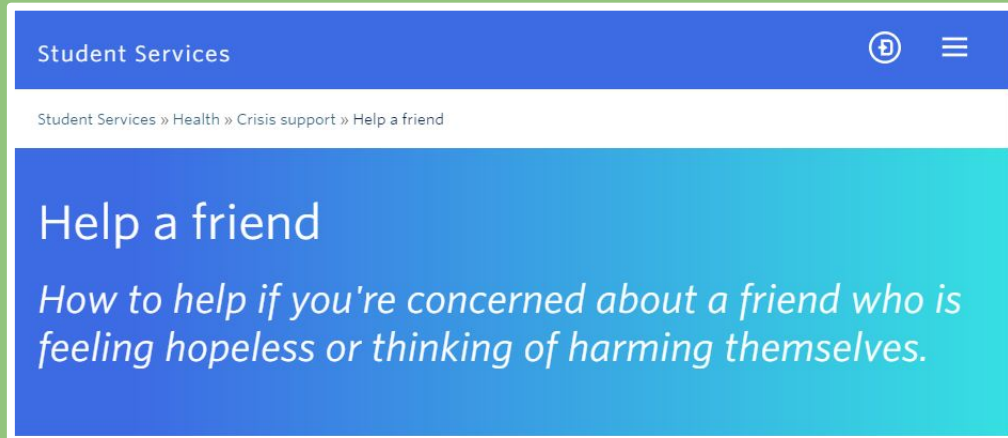 Student Services
Student Services » Health » Crisis support » Help a friend
Help a friend
How to help if you're concerned about a friend who is
feeling hopeless or thinking of harming themselves.